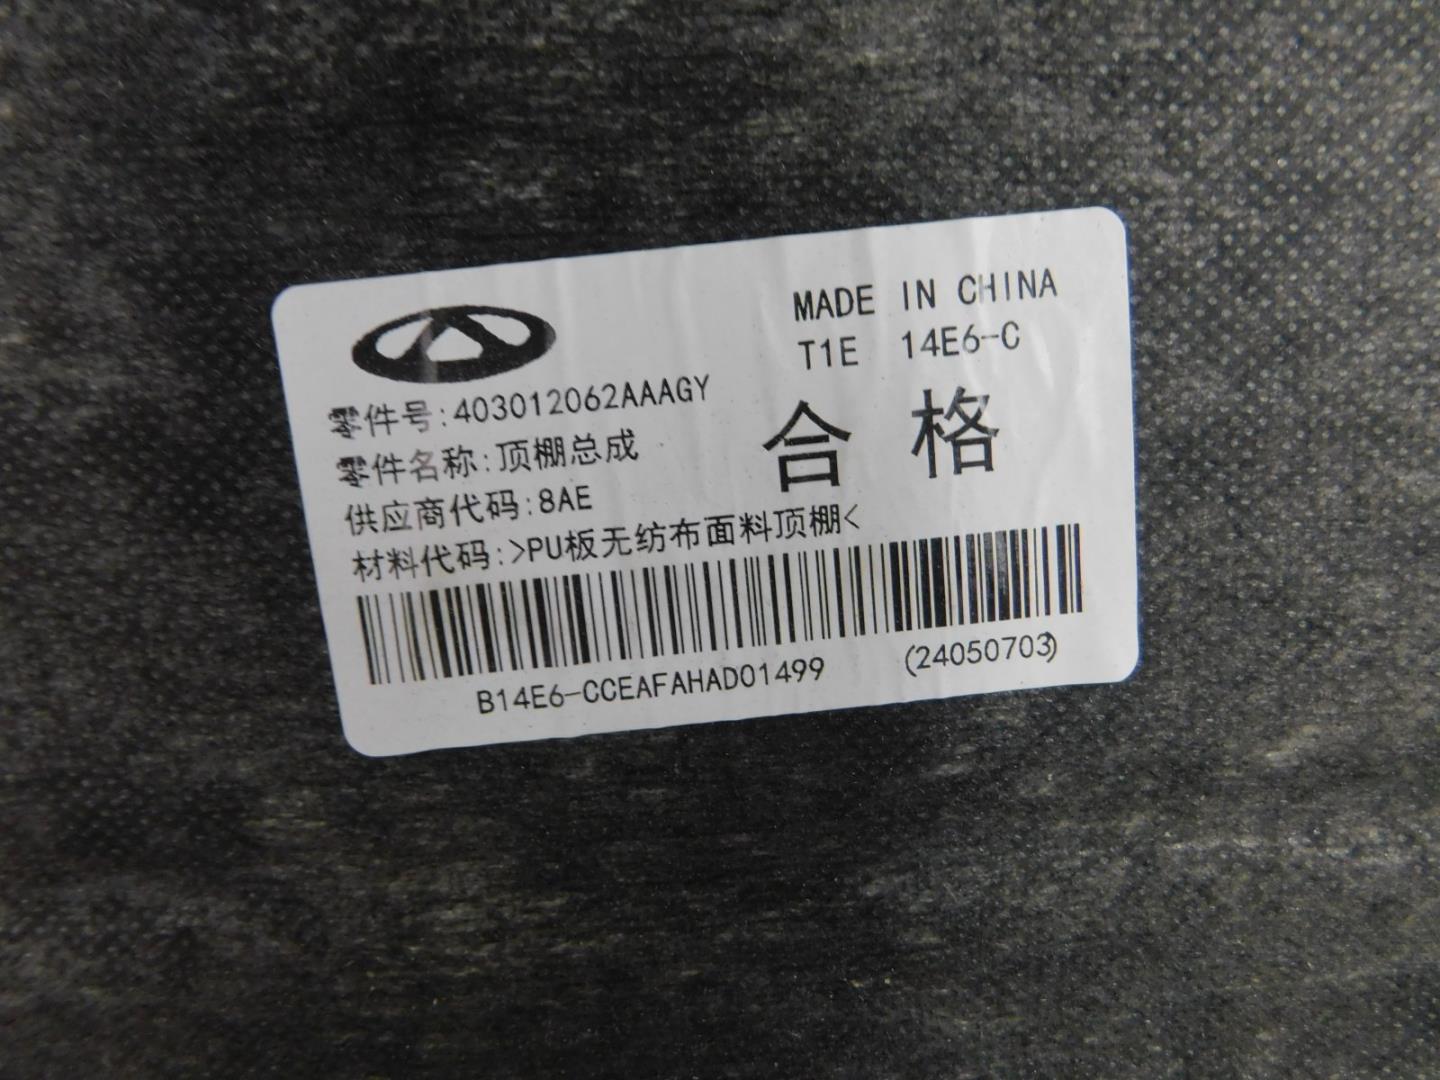 MADE IN CHINA
T1E 14E6-C
零件号:403012062AAAGY
零件名称:顶棚总成
合格
供应商代码:8AE
材料代码:>PU板无纺布面料顶棚<
B14E6-CCEAFAHAD01499 (24050703)